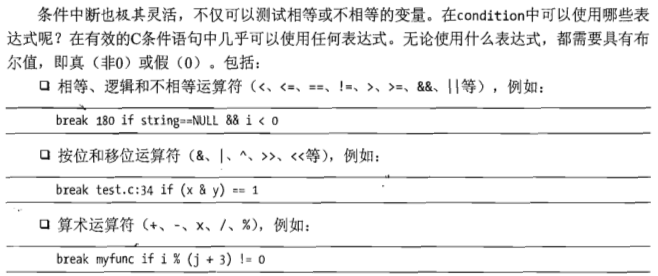 条件中断也极其灵活，不仅可以测试相等或不相等的变量。在condition中可以使用哪些表
达式呢？在有效的C条件语句中几乎可以使用任何表达式。无论使用什么表达式，都需要具有布
尔值，即真（非0）或假（0）。包括：
❑ 相等、逻辑和不相等运算符（<、<=、==、!=、>、>=、&&、||等），例如：
break 180 if string==NULL && i < 0
❑ 按位和移位运算符（&、|、^、>>、<<等），例如：
break test.c:34 if (x & y) == 1
❑ 算术运算符（+、-、x、/、%），例如：
break myfunc if i % (j + 3) != 0